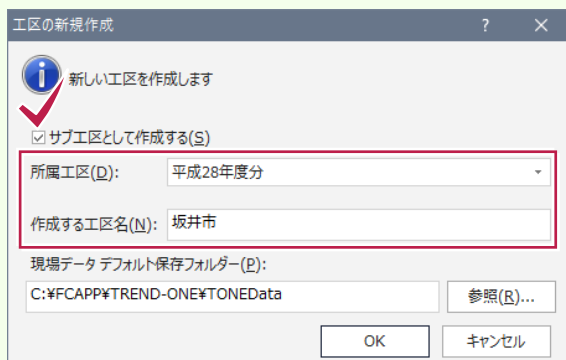 工区の新規作成 ? ×
新しい工区を作成します
サブ工区として作成する(S)
所属工区(D): 平成28年度分
作成する工区名(N): 坂井市
現場データ デフォルト保存フォルダー(P):
C:¥FCAPP¥TREND-ONE¥TONEData 参照(R)...
OK キャンセル